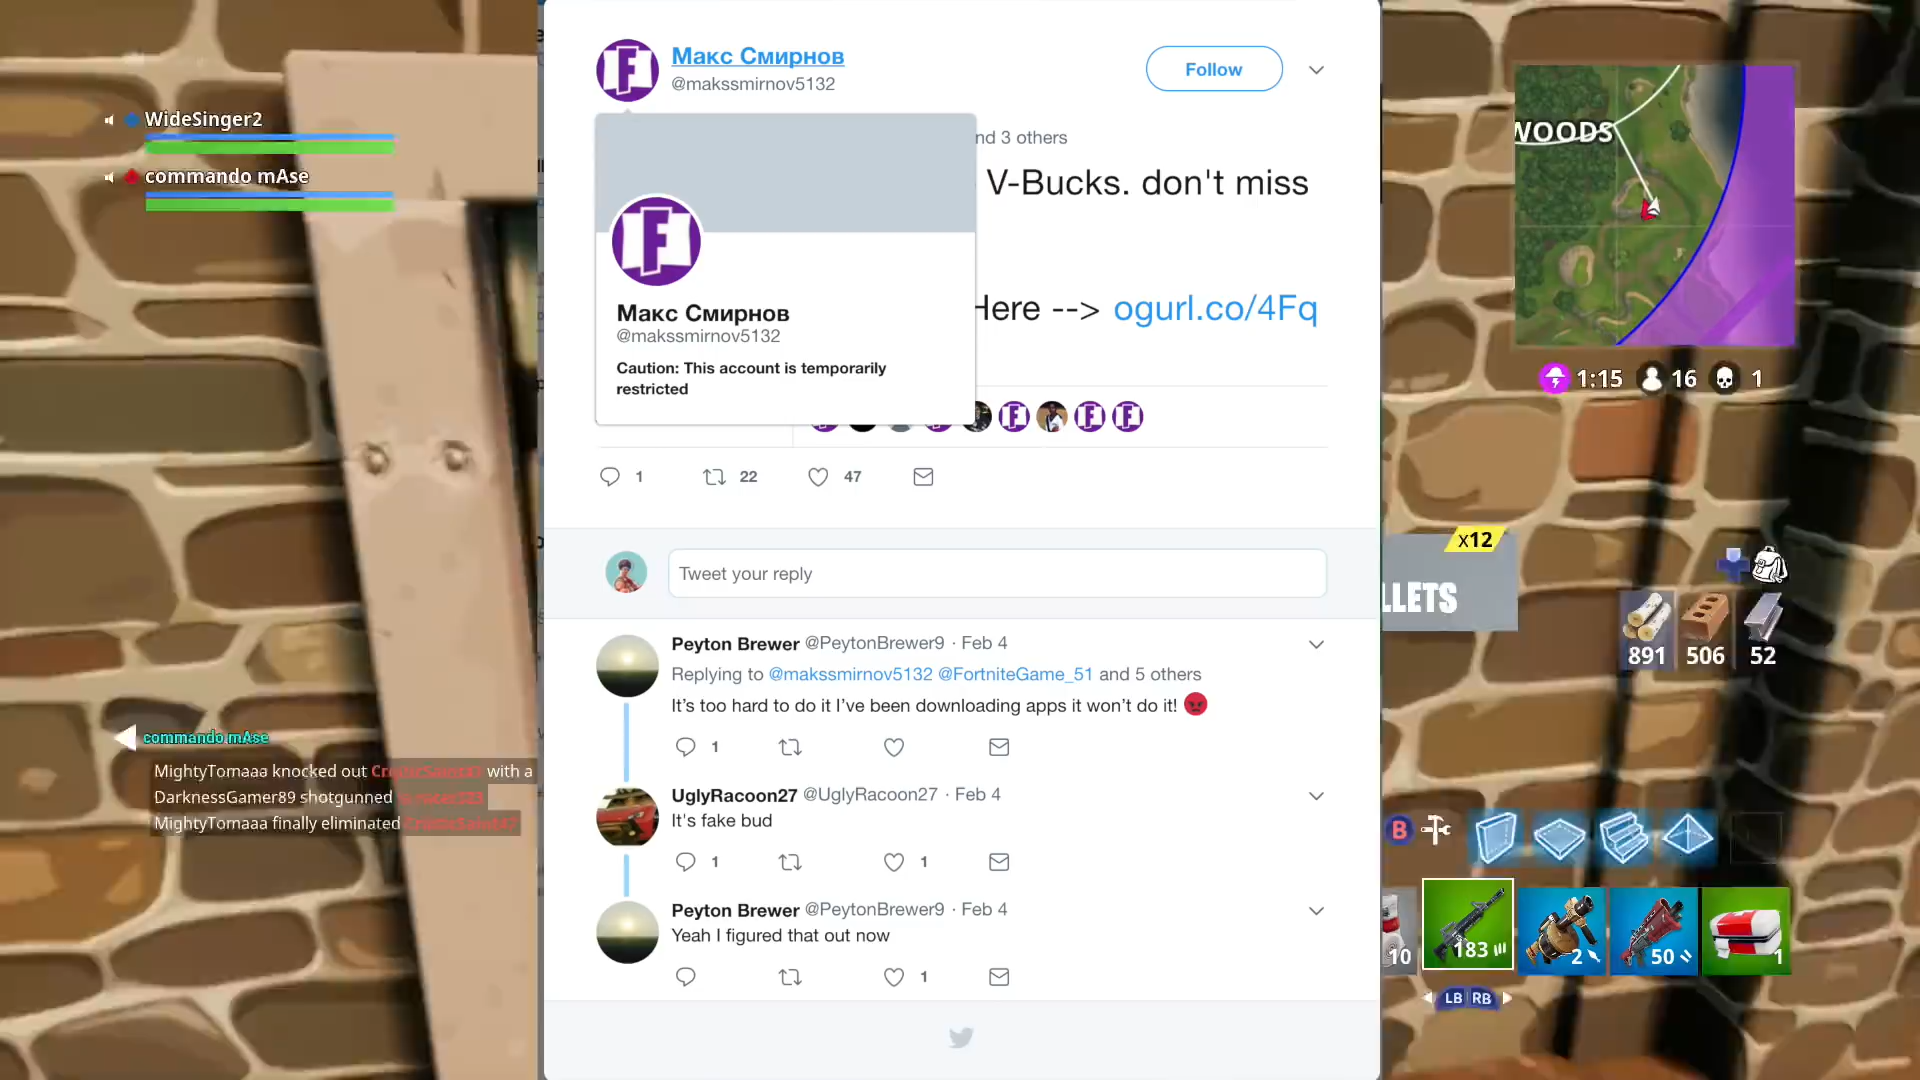 WideSinger2
commando mAse
commando mAse
MightyTomaaa knocked out with a
DarknessGamer89 shotgunned
MightyTomaaa finally eliminated
Макс Смирнов
@makssmirnov5132
Follow
nd 3 others
V-Bucks. don't miss
Here --> ogurl.co/4Fq
Макс Смирнов
@makssmirnov5132
Caution: This account is temporarily
restricted
1 22 47
Tweet your reply
Peyton Brewer @PeytonBrewer9 · Feb 4
Replying to @makssmirnov5132 @FortniteGame_51 and 5 others
It’s too hard to do it I’ve been downloading apps it won’t do it!
1
UglyRacoon27 @UglyRacoon27 · Feb 4
It's fake bud
1 1
Peyton Brewer @PeytonBrewer9 · Feb 4
Yeah I figured that out now
1
WOODS
1:15 16 1
x12
LLETS
891 506 52
B
10 183 2 50 1
LB RB